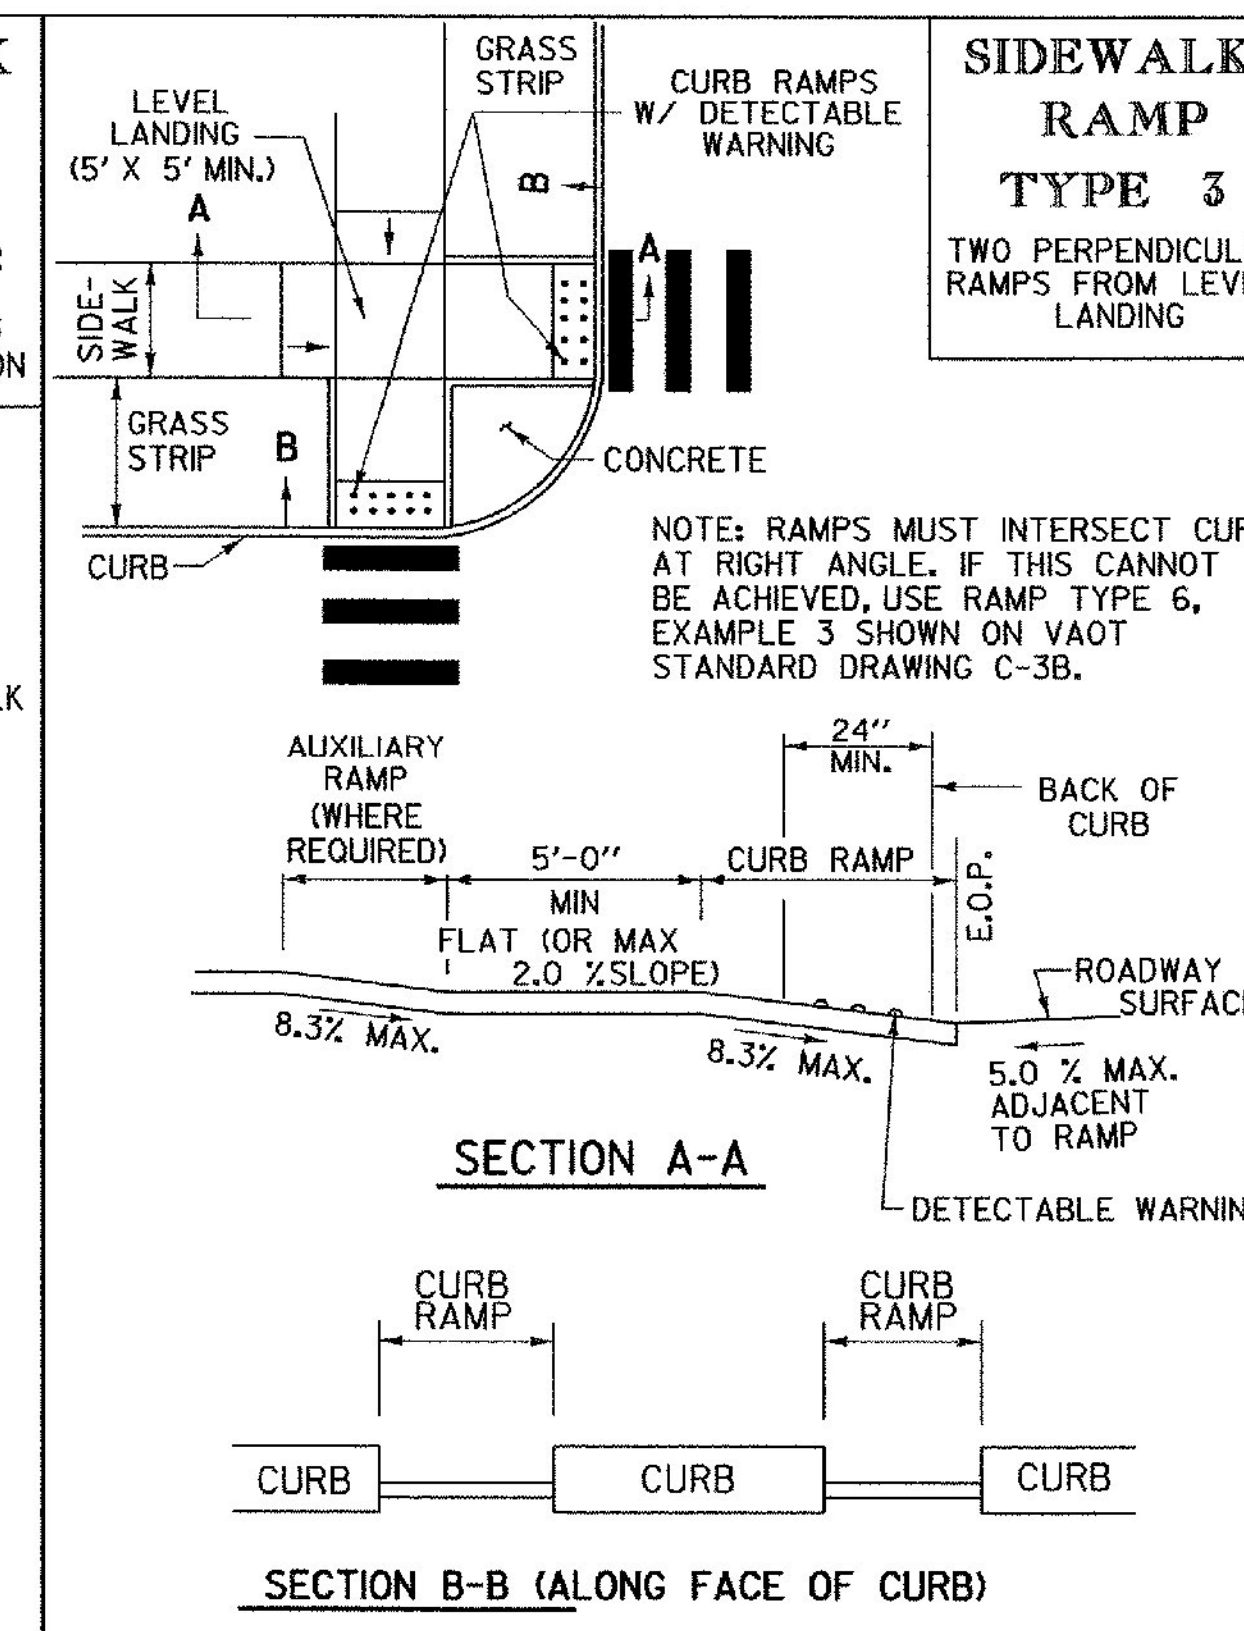 GRASS
STRIP
LEVEL
LANDING
(5' X 5' MIN.)
CURB RAMPS
W/ DETECTABLE
WARNING
SIDEWALK
RAMP
TYPE 3
TWO PERPENDICUL
RAMPS FROM LEV
LANDING
A
B
A
SIDE-
WALK
GRASS
STRIP
B
CONCRETE
CURB
NOTE: RAMPS MUST INTERSECT CUR
AT RIGHT ANGLE. IF THIS CANNOT
BE ACHIEVED, USE RAMP TYPE 6,
EXAMPLE 3 SHOWN ON VAOT
STANDARD DRAWING C-3B.
ON
LK
AUXILIARY
RAMP
(WHERE
REQUIRED)
5'-0"
MIN
FLAT (OR MAX
2.0 % SLOPE)
CURB RAMP
24"
MIN.
BACK OF
CURB
E.O.P.
ROADWAY
SURFAC
8.3% MAX.
8.3% MAX.
5.0 % MAX.
ADJACENT
TO RAMP
SECTION A-A
DETECTABLE WARNIN
CURB
RAMP
CURB
RAMP
CURB
CURB
CURB
SECTION B-B (ALONG FACE OF CURB)